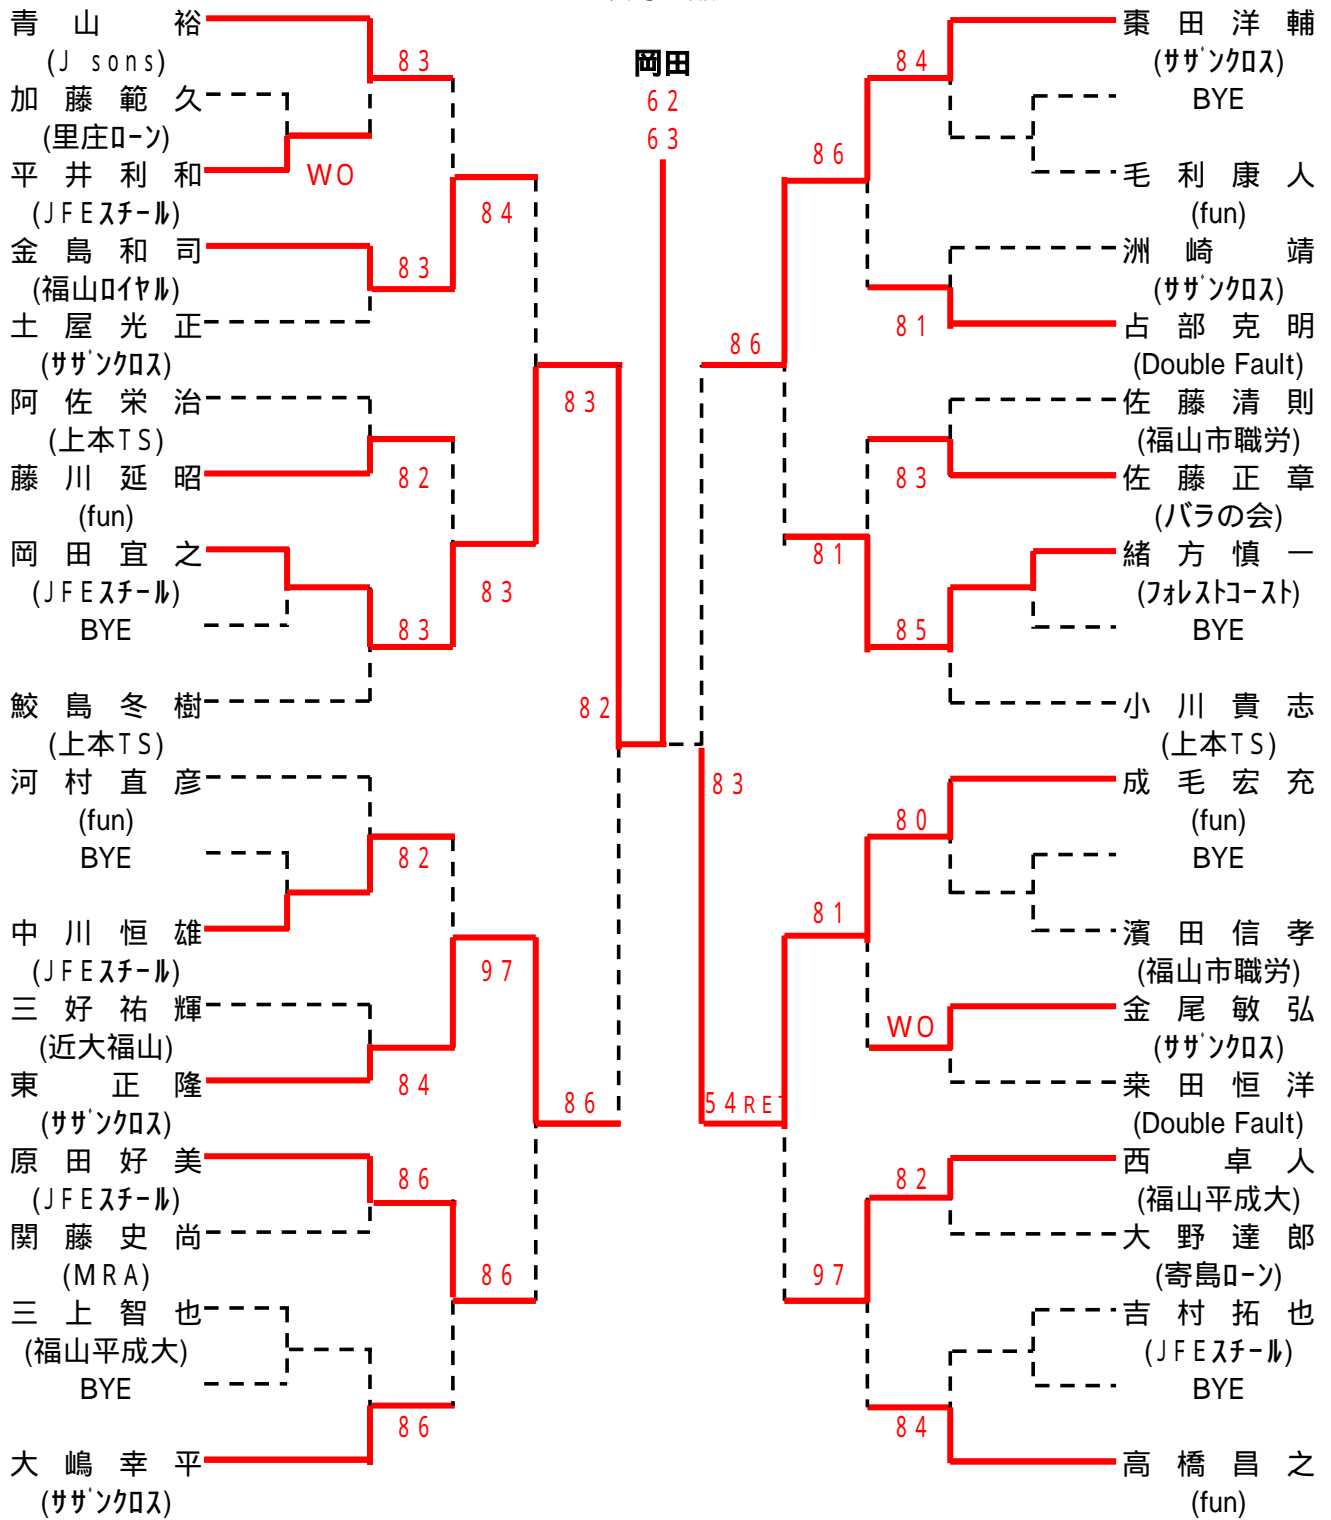 岡田
62
63
青山 裕
(J sons)
83
加藤範久
(里庄ローン)
平井利和
WO
(JFEスチール)
84
金島和司
83
(福山ロイヤル)
土屋光正
(サザンクロス)
83
阿佐栄治
(上本TS)
藤川延昭
82
(fun)
岡田宜之
(JFEスチール)
83
BYE
83
鮫島冬樹
82
(上本TS)
河村直彦
(fun)
BYE
82
中川恒雄
(JFEスチール)
97
三好祐輝
(近大福山)
東 正隆
84
(サザンクロス)
86
原田好美
86
(JFEスチール)
関藤史尚
(MRA)
86
三上智也
(福山平成大)
BYE
86
大嶋幸平
(サザンクロス)
棗田洋輔
84
(サザンクロス)
BYE
86
毛利康人
(fun)
洲崎 靖
(サザンクロス)
81
占部克明
86
(Double Fault)
佐藤清則
(福山市職労)
83
佐藤正章
(バラの会)
81
緒方慎一
(フォレストコースト)
85
BYE
小川貴志
(上本TS)
83
成毛宏充
80
(fun)
BYE
81
濱田信孝
(福山市職労)
金尾敏弘
WO
(サザンクロス)
桒田恒洋
54RET
(Double Fault)
西 卓人
82
(福山平成大)
大野達郎
97
(寄島ローン)
吉村拓也
(JFEスチール)
BYE
84
高橋昌之
(fun)